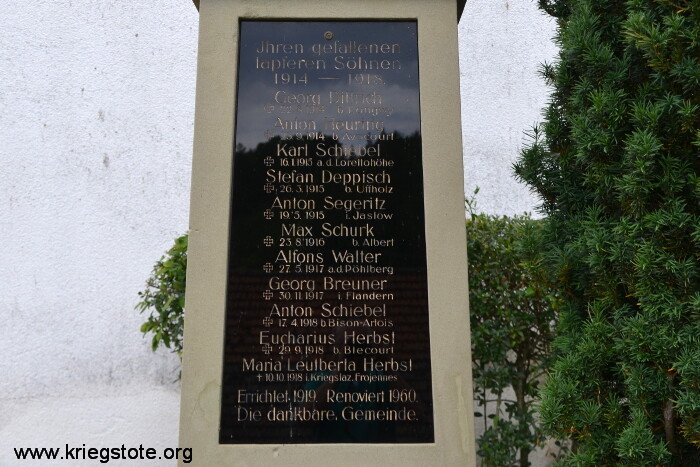 Ihren gefallenen
tapferen Söhnen
1914 — 1918.
Georg
Anton Heuring
1914 b.
Karl Schiebel
16.1.1915 a.d. Lorettohöhe
Stefan Deppisch
20.3.1915 b. Uffholz
Anton Segeritz
19.5.1915 i. Jaslow
Max Schurk
23.8.1916 b. Albert
Alfons Walter
27.5.1917 a.d. Pöhlberg
Georg Breuner
30.11.1917 i. Flandern
Anton Schiebel
17.4.1918 b. Bison-Artois
Eucharius Herbst
29.9.1918 b. Blecourt
Maria Leutberta Herbst
† 10.10.1918 i. Kriegslaz. Frojennes
Errichtet 1919. Renoviert 1960.
Die dankbare, Gemeinde.
www.kriegstote.org